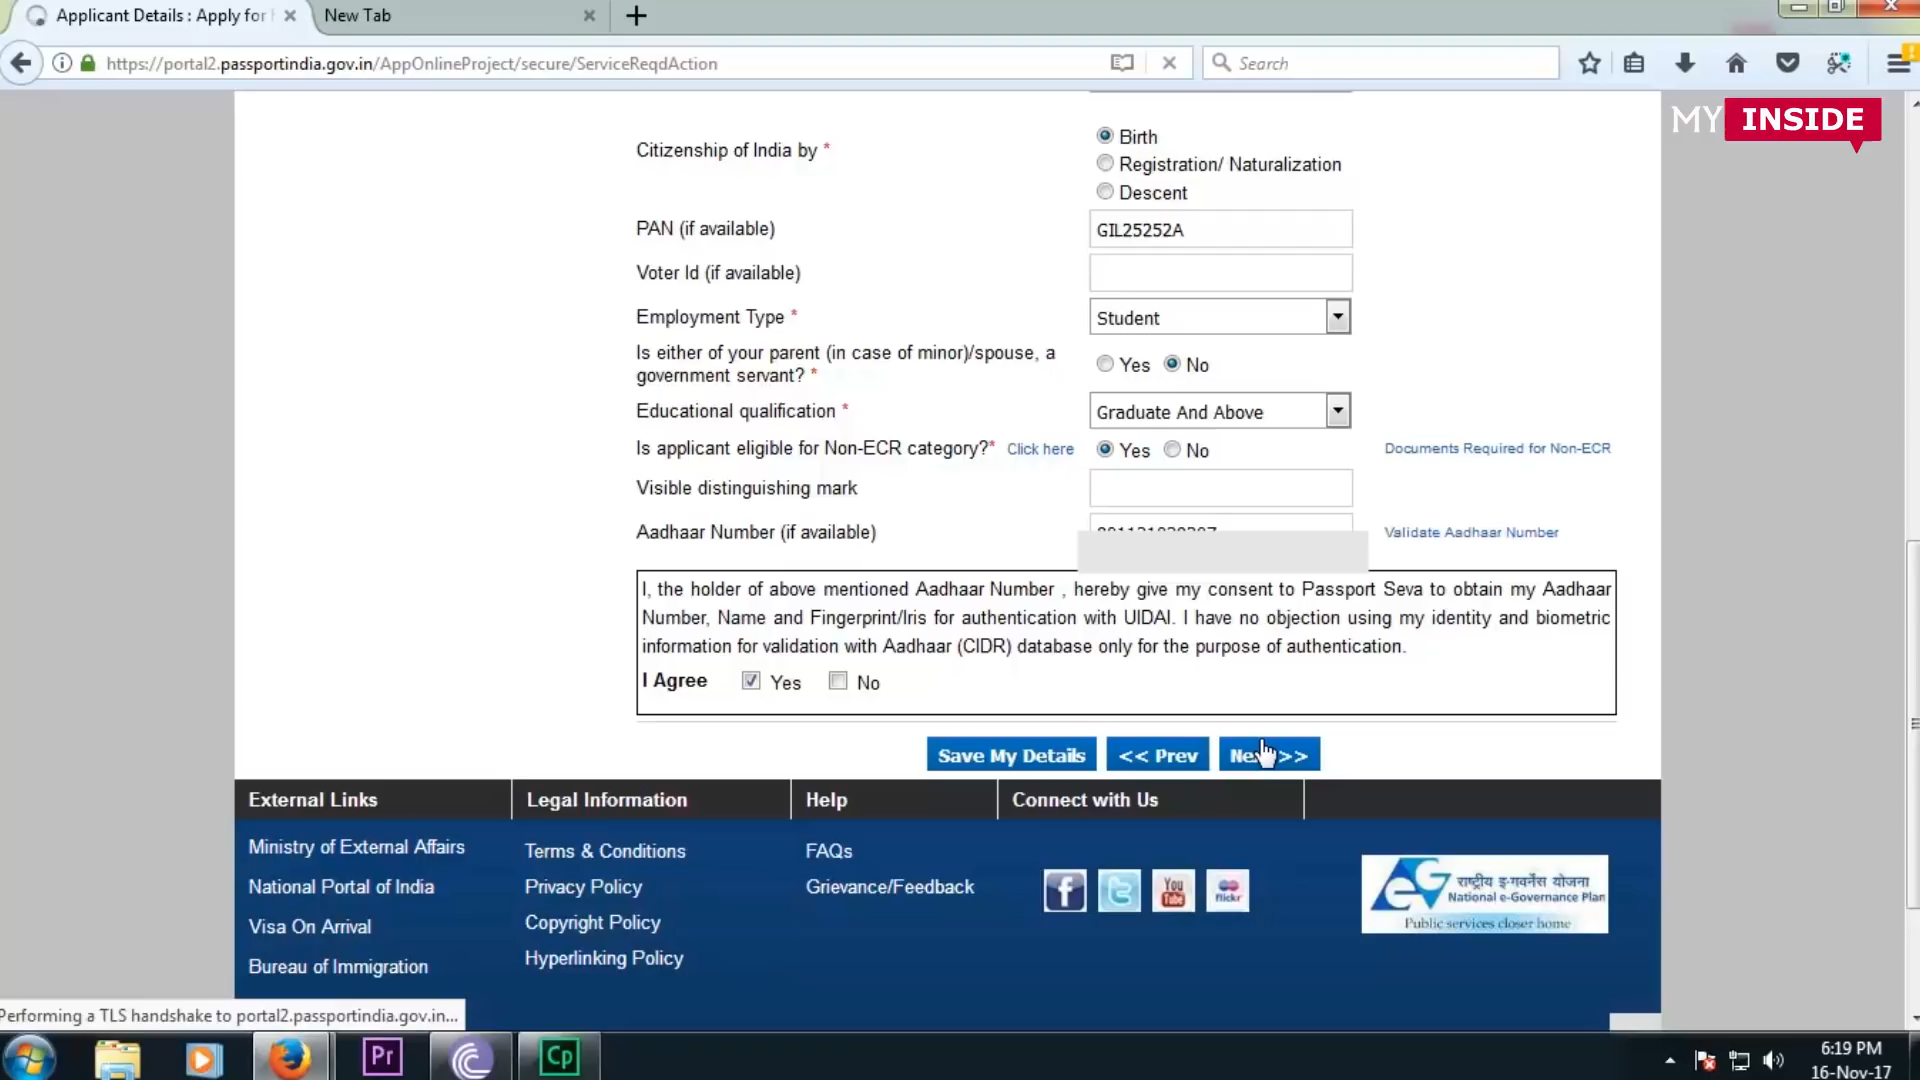 Applicant Details : Apply for
New Tab
https://portal2.passportindia.gov.in/AppOnlineProject/secure/ServiceReqdAction
Search
MY INSIDE
Citizenship of India by *
Birth
Registration/ Naturalization
Descent
PAN (if available)
GIL25252A
Voter Id (if available)
Employment Type *
Student
Is either of your parent (in case of minor)/spouse, a
government servant? *
Yes No
Educational qualification *
Graduate And Above
Is applicant eligible for Non-ECR category?* Click here
Yes No
Documents Required for Non-ECR
Visible distinguishing mark
Aadhaar Number (if available)
Validate Aadhaar Number
I, the holder of above mentioned Aadhaar Number , hereby give my consent to Passport Seva to obtain my Aadhaar
Number, Name and Fingerprint/Iris for authentication with UIDAI. I have no objection using my identity and biometric
information for validation with Aadhaar (CIDR) database only for the purpose of authentication.
I Agree Yes No
Save My Details << Prev >>
External Links
Legal Information
Help
Connect with Us
Ministry of External Affairs
National Portal of India
Visa On Arrival
Bureau of Immigration
Terms & Conditions
Privacy Policy
Copyright Policy
Hyperlinking Policy
FAQs
Grievance/Feedback
f
t
You Tube
flickr
राष्ट्रीय इ-गवर्नेंस योजना
National e-Governance Plan
Public services closer home
Performing a TLS handshake to portal2.passportindia.gov.in...
Pr
Cp
6:19 PM
16-Nov-17